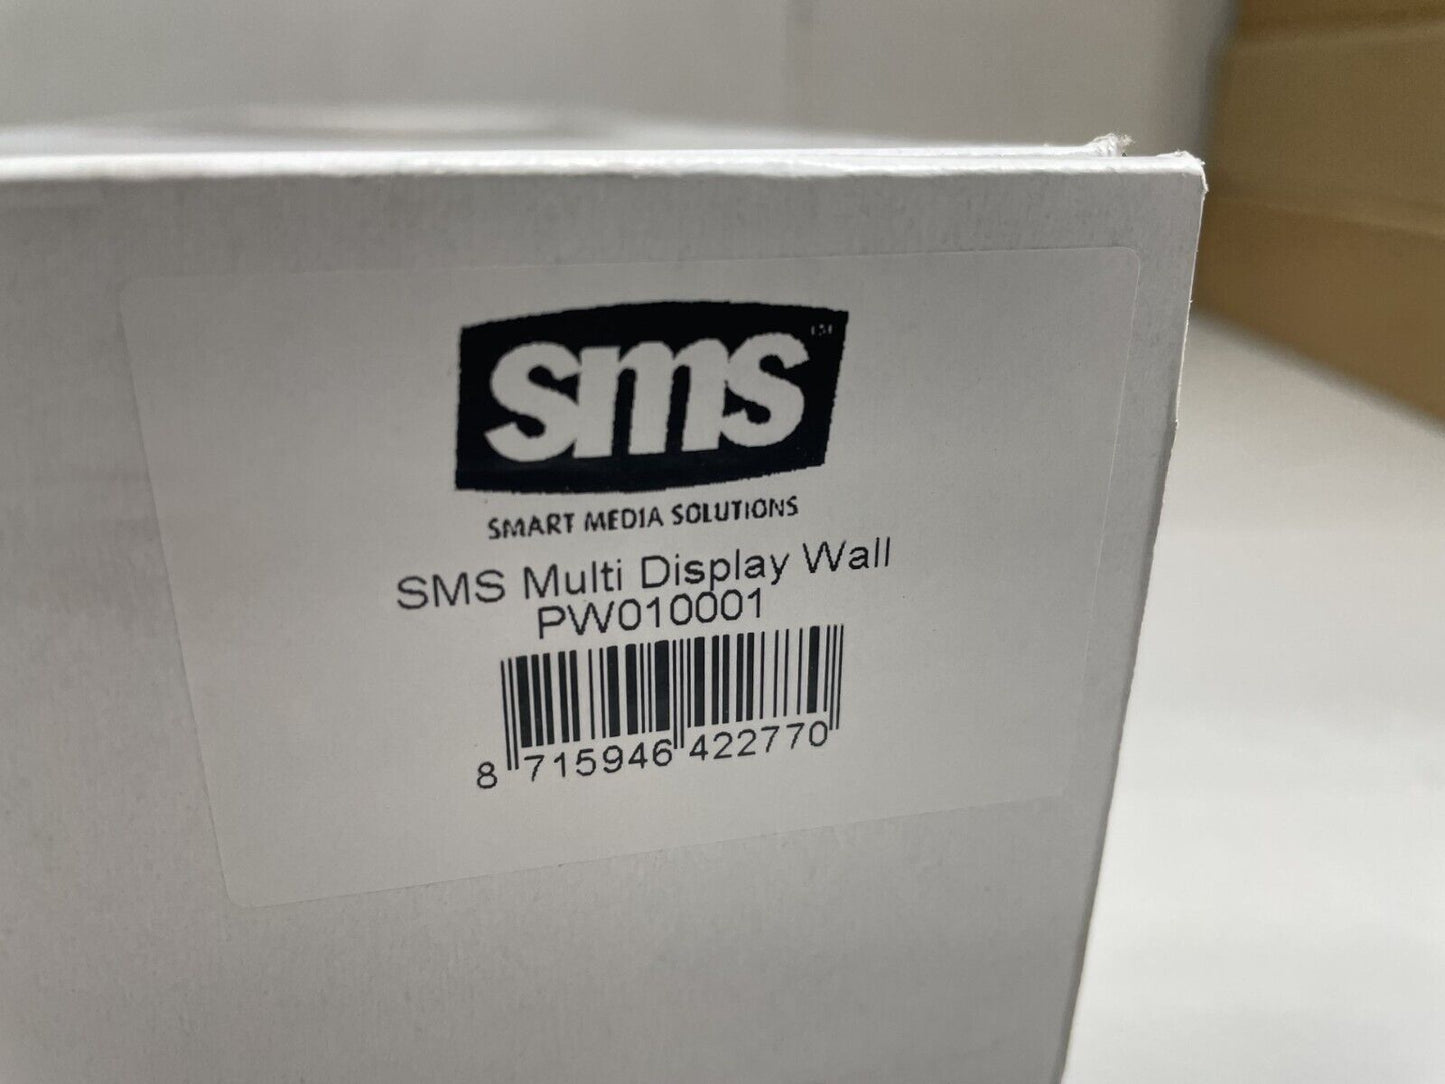 sms
SMART MEDIA SOLUTIONS
SMS Multi Display Wall
PW010001
8 715946 422770